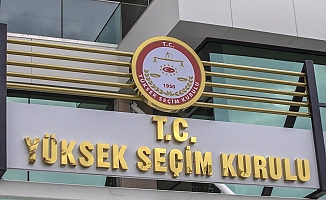 T.C.
YÜKSEK SEÇİM KURULU
1950
T.C.
YÜKSEK SEÇİM KURULU